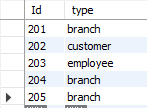 Id type
201 branch
202 customer
203 employee
204 branch
205 branch